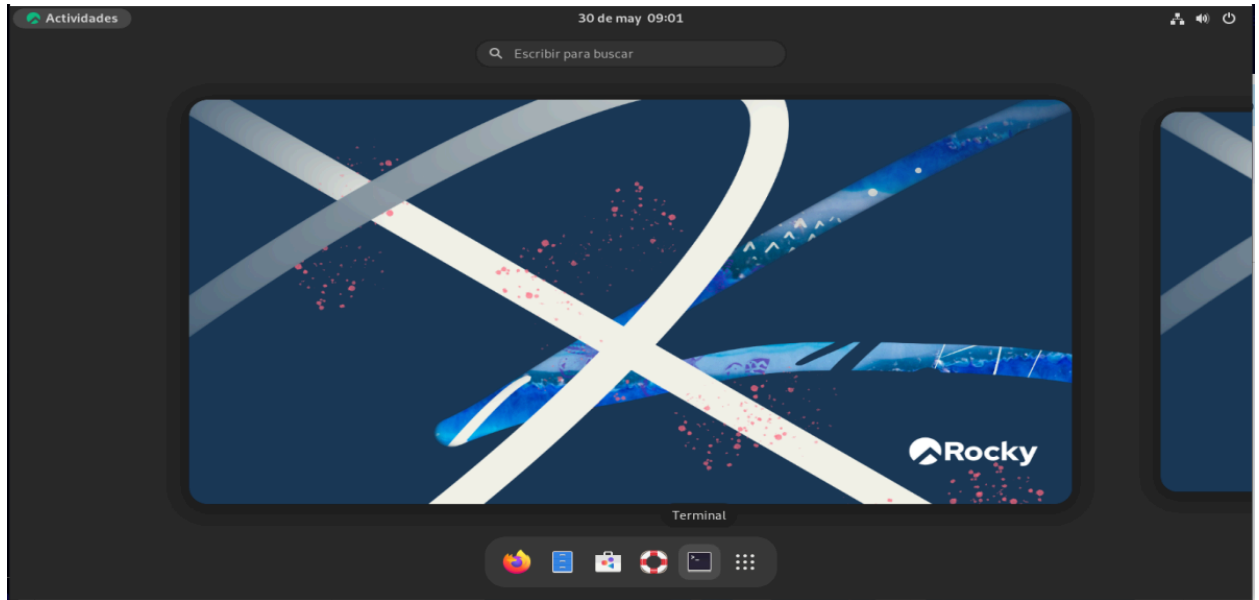 Actividades
30 de may 09:01
Escribir para buscar
Rocky
Terminal